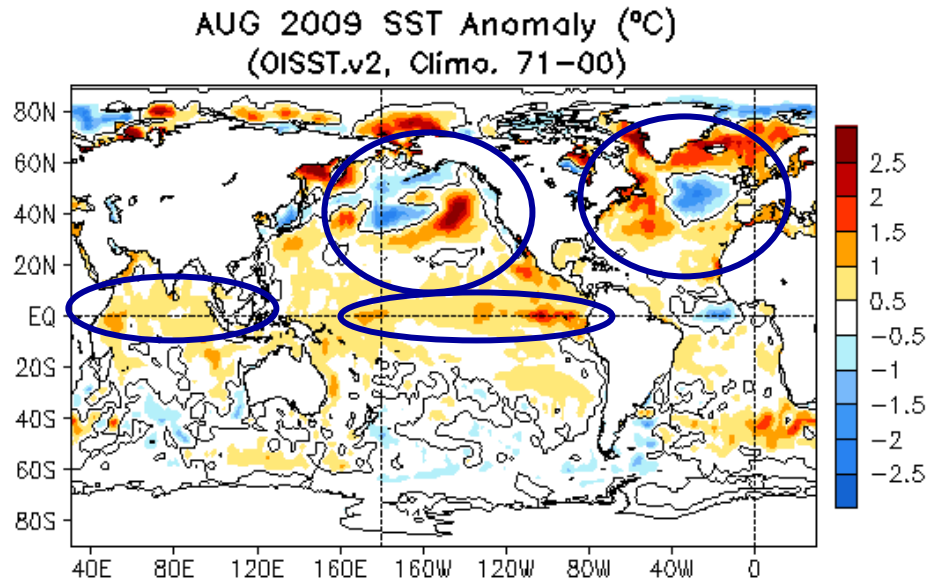 AUG 2009 SST Anomaly (°C)
(OISST.v2, Climo. 71-00)
80N
60N
40N
20N
EQ
20S
40S
60S
80S
40E 80E 120E 160E 160W 120W 80W 40W 0
2.5
2
1.5
1
0.5
-0.5
-1
-1.5
-2
-2.5